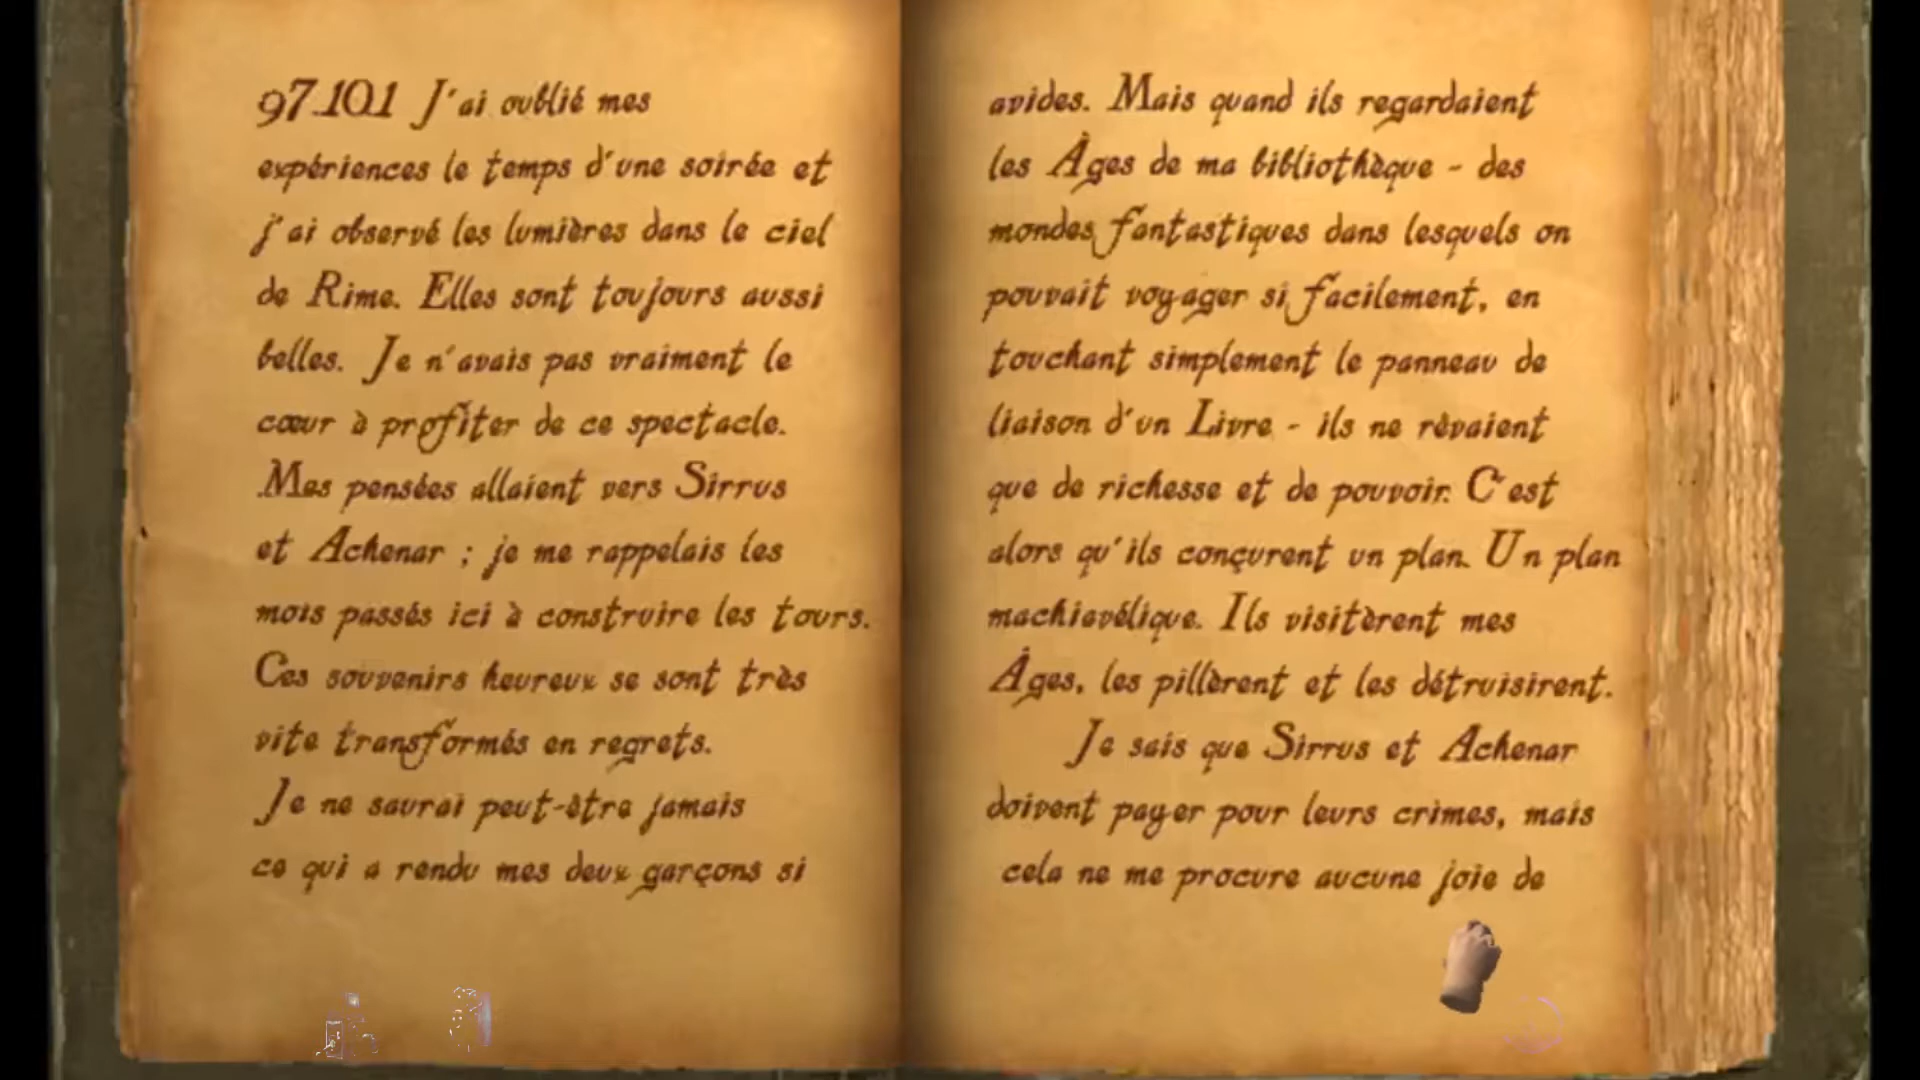 97.10.1 J'ai oublié mes
expériences le temps d'une soirée et
j'ai observé les lumières dans le ciel
de Rime. Elles sont toujours aussi
belles. Je n'avais pas vraiment le
cœur à profiter de ce spectacle.
Mes pensées allaient vers Sirrus
et Achenar ; je me rappelais les
mois passés ici à construire les tours.
Ces souvenirs heureux se sont très
vite transformés en regrets.
Je ne saurai peut-être jamais
ce qui a rendu mes deux garçons si
avides. Mais quand ils regardaient
les Âges de ma bibliothèque - des
mondes fantastiques dans lesquels on
pouvait voyager si facilement, en
touchant simplement le panneau de
liaison d'un Livre - ils ne rêvaient
que de richesse et de pouvoir. C'est
alors qu'ils conçurent un plan. Un plan
machiavélique. Ils visitèrent mes
Âges, les pillèrent et les détruisirent.
Je sais que Sirrus et Achenar
doivent payer pour leurs crimes, mais
cela ne me procure aucune joie de